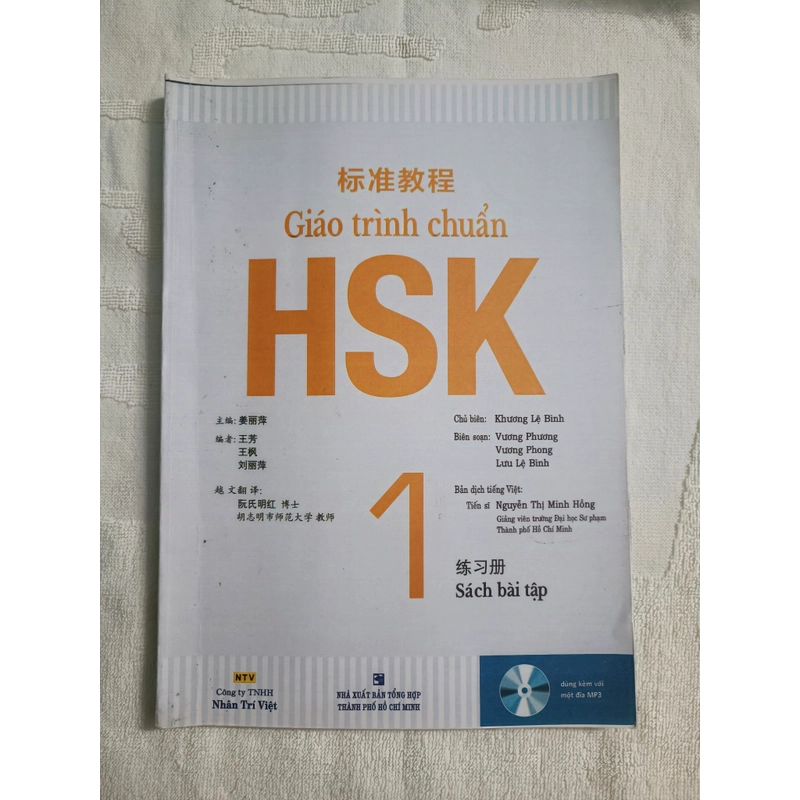 标准教程
Giáo trình chuẩn
HSK
1
主编: 姜丽萍
编者: 王芳
王枫
刘丽萍
越文翻译:
阮氏明红 博士
胡志明市师范大学 教师
Chủ biên: Khương Lệ Bình
Biên soạn: Vương Phương
Vương Phong
Lưu Lệ Bình
Bản dịch tiếng Việt:
Tiến sĩ Nguyễn Thị Minh Hồng
Giảng viên trường Đại học Sư phạm
Thành phố Hồ Chí Minh
练习册
Sách bài tập
NTV
Công ty TNHH
Nhân Trí Việt
NHÀ XUẤT BẢN TỔNG HỢP
THÀNH PHỐ HỒ CHÍ MINH
dùng kèm với
một đĩa MP3